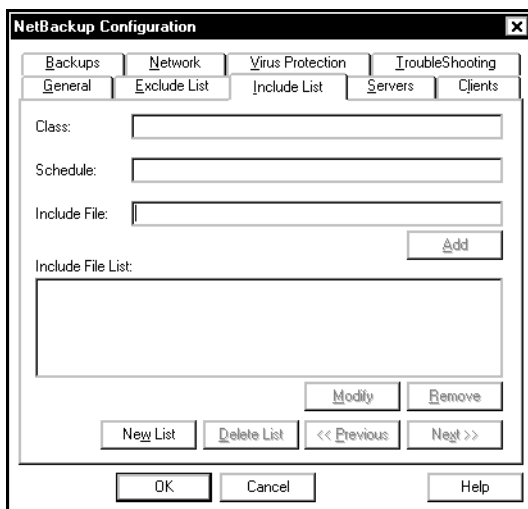 NetBackup Configuration
Backups Network Virus Protection TroubleShooting
General Exclude List Include List Servers Clients
Class:
Schedule:
Include File:
Add
Include File List:
Modify Remove
New List Delete List << Previous Next >>
OK Cancel Help